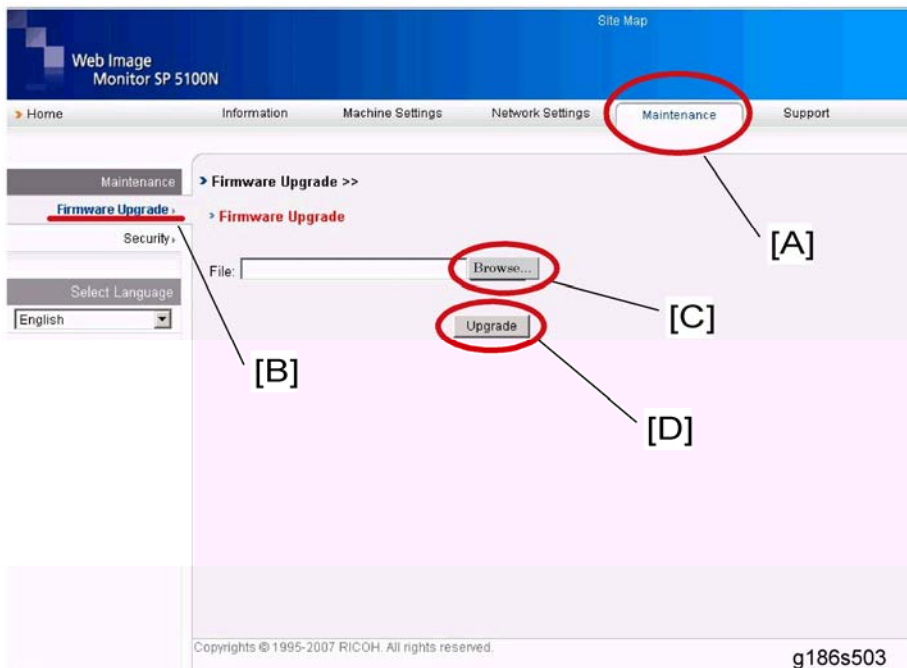 Site Map
Web Image
Monitor SP 5100N
Home Information Machine Settings Network Settings Maintenance Support
Maintenance
Firmware Upgrade
Security
Select Language
English
Firmware Upgrade >>
Firmware Upgrade
File: Browse...
Upgrade
[A]
[B]
[C]
[D]
Copyrights © 1995-2007 RICOH. All rights reserved.
g186s503